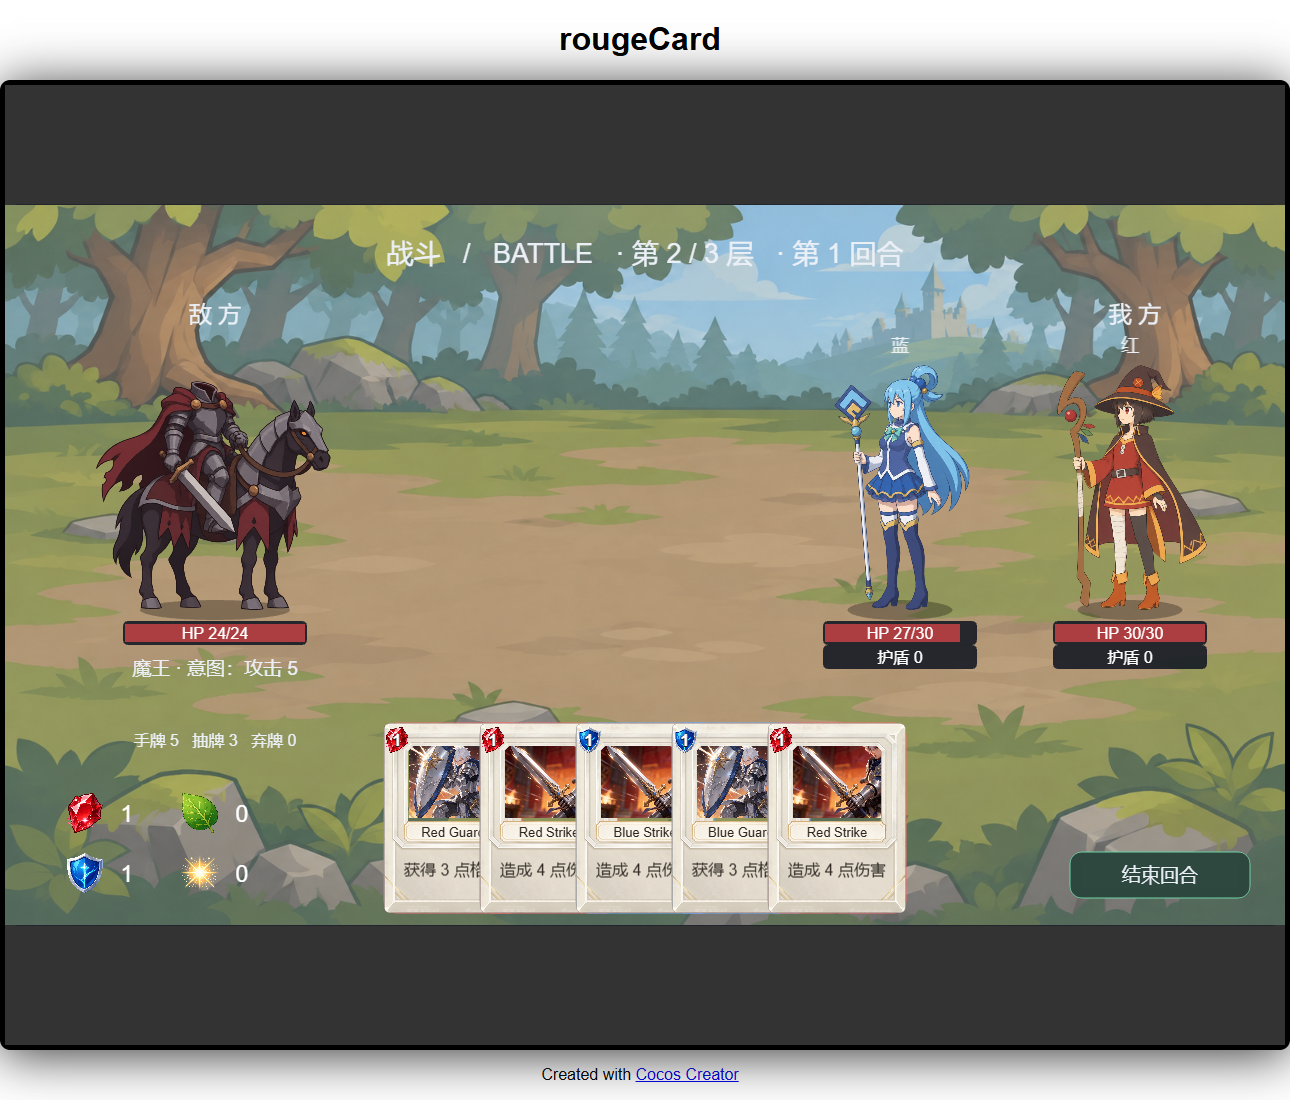 rougeCard
战斗 / BATTLE · 第 2 / 3 层 · 第 1 回合
敌 方
我 方
蓝
红
HP 24/24
HP 27/30
HP 30/30
护盾 0
护盾 0
魔王 · 意图：攻击 5
手牌 5 抽牌 3 弃牌 0
1
0
1
0
1
1
1
1
1
Red Guar
Red Strike
Blue Strik
Blue Guar
Red Strike
获得 3 点
造成 4 点
造成 4 点
获得 3 点
造成 4 点伤害
结束回合
Created with Cocos Creator